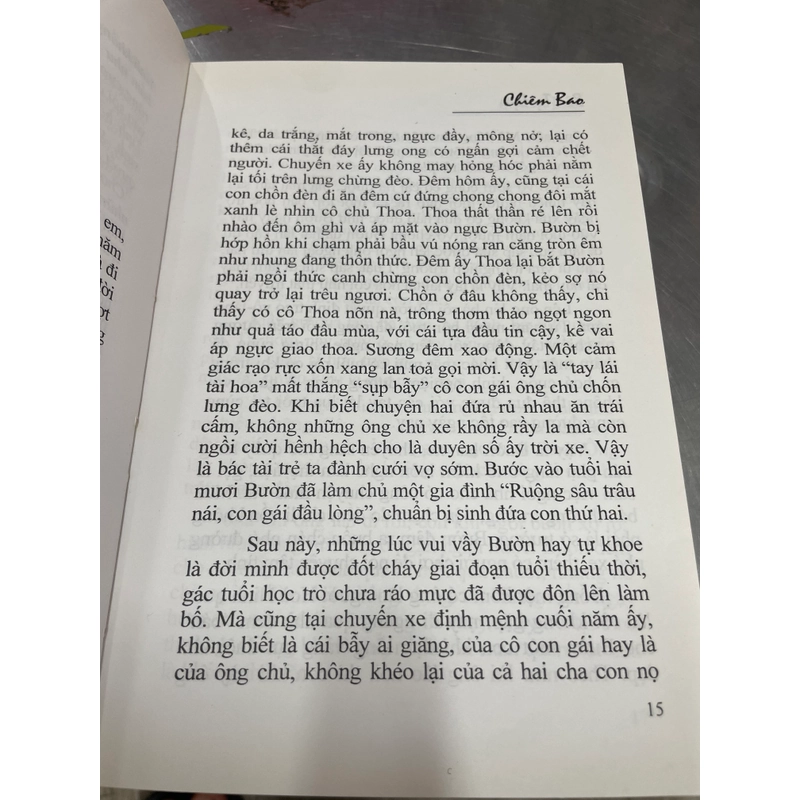 em,
năm
đi
ời
ợt
g
Chiêm Bao
kê, da trắng, mắt trong, ngực đầy, mông nở; lại có
thêm cái thắt đáy lưng ong có ngấn gợi cảm chết
người. Chuyến xe ấy không may hỏng hóc phải nằm
lại tối trên lưng chừng đèo. Đêm hôm ấy, cũng tại cái
con chồn đèn đi ăn đêm cứ đứng chong chong đôi mắt
xanh lè nhìn cô chủ Thoa. Thoa thất thần ré lên rồi
nhào đến ôm ghì và áp mặt vào ngực Bườn. Bườn bị
hớp hồn khi chạm phải bầu vú nóng ran căng tròn êm
như nhung đang thổn thức. Đêm ấy Thoa lại bắt Bườn
phải ngồi thức canh chừng con chồn đèn, kẻo sợ nó
quay trở lại trêu ngươi. Chồn ở đâu không thấy, chỉ
thấy có cô Thoa nõn nà, trông thơm thảo ngọt ngon
như quả táo đầu mùa, với cái tựa đầu tin cậy, kề vai
áp ngực giao thoa. Sương đêm xao động. Một cảm
giác rạo rực xốn xang lan toả gọi mời. Vậy là “tay lái
tài hoa” mất thắng “sụp bẫy” cô con gái ông chủ chốn
lưng đèo. Khi biết chuyện hai đứa rủ nhau ăn trái
cấm, không những ông chủ xe không rầy la mà còn
ngồi cười hềnh hệch cho là duyên số ấy trời xe. Vậy
là bác tài trẻ ta đành cưới vợ sớm. Bước vào tuổi hai
mươi Bườn đã làm chủ một gia đình “Ruộng sâu trâu
nái, con gái đầu lòng”, chuẩn bị sinh đứa con thứ hai.
Sau này, những lúc vui vầy Bườn hay tự khoe
là đời mình được đốt cháy giai đoạn tuổi thiếu thời,
gác tuổi học trò chưa ráo mực đã được đôn lên làm
bố. Mà cũng tại chuyến xe định mệnh cuối năm ấy,
không biết là cái bẫy ai giăng, của cô con gái hay là
của ông chủ, không khéo lại của cả hai cha con nọ
15